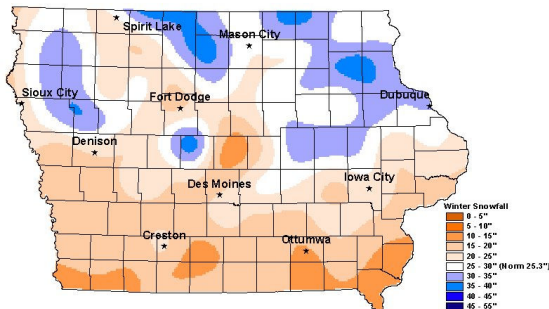 Spirit Lake
Mason City
Sioux City
Fort Dodge
Dubuque
Denison
Des Moines
Iowa City
Creston
Ottumwa
Winter Snowfall
0 - 5"
5 - 10"
10 - 15"
15 - 20"
20 - 25"
25 - 30" (Norm 25.3")
30 - 35"
35 - 40"
40 - 45"
45 - 55"